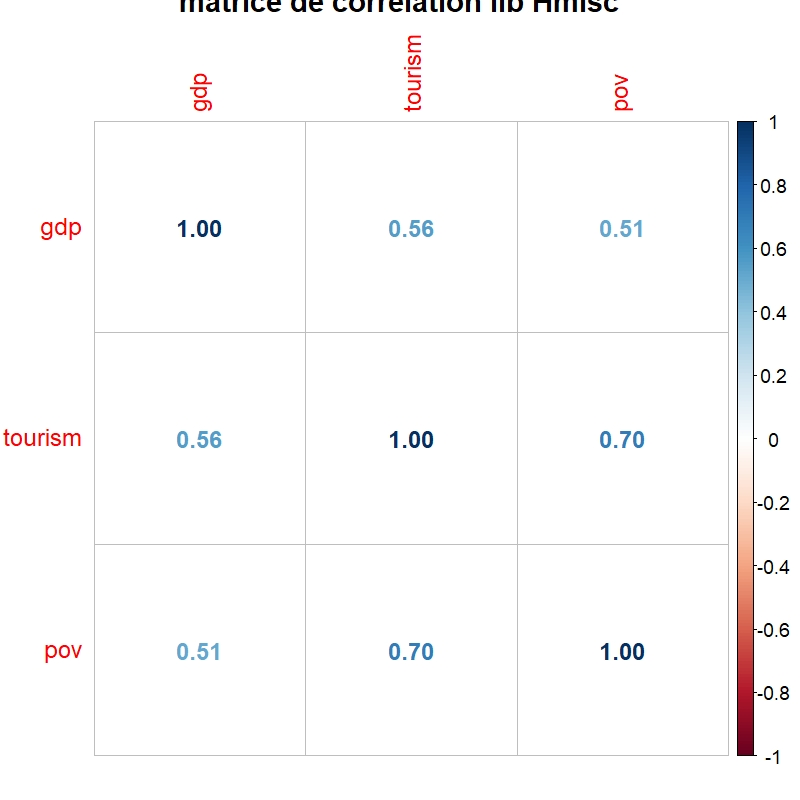 matrice de correlation lib Hmisc
gdp tourism pov
gdp 1.00 0.56 0.51
tourism 0.56 1.00 0.70
pov 0.51 0.70 1.00
1
0.8
0.6
0.4
0.2
0
-0.2
-0.4
-0.6
-0.8
-1